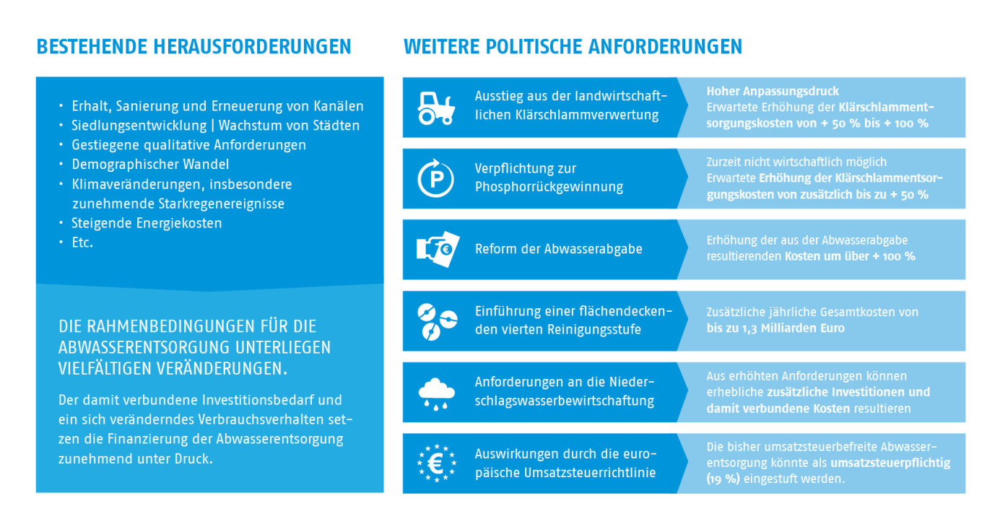 BESTEHENDE HERAUSFORDERUNGEN
• Erhalt, Sanierung und Erneuerung von Kanälen
• Siedlungsentwicklung | Wachstum von Städten
• Gestiegene qualitative Anforderungen
• Demographischer Wandel
• Klimaveränderungen, insbesondere
zunehmende Starkregenereignisse
• Steigende Energiekosten
• Etc.
DIE RAHMENBEDINGUNGEN FÜR DIE
ABWASSERENTSORGUNG UNTERLIEGEN
VIELFÄLTIGEN VERÄNDERUNGEN.
Der damit verbundene Investitionsbedarf und
ein sich veränderndes Verbrauchsverhalten set-
zen die Finanzierung der Abwasserentsorgung
zunehmend unter Druck.
WEITERE POLITISCHE ANFORDERUNGEN
Ausstieg aus der landwirtschaft-
lichen Klärschlammverwertung
Hoher Anpassungsdruck
Erwartete Erhöhung der Klärschlamment-
sorgungskosten von + 50 % bis + 100 %
P
Verpflichtung zur
Phosphorrückgewinnung
Zurzeit nicht wirtschaftlich möglich
Erwartete Erhöhung der Klärschlammentsor-
gungskosten von zusätzlich bis zu + 50 %
€
Reform der Abwasserabgabe
Erhöhung der aus der Abwasserabgabe
resultierenden Kosten um über + 100 %
Einführung einer flächendecken-
den vierten Reinigungsstufe
Zusätzliche jährliche Gesamtkosten von
bis zu 1,3 Milliarden Euro
Anforderungen an die Nieder-
schlagswasserbewirtschaftung
Aus erhöhten Anforderungen können
erhebliche zusätzliche Investitionen und
damit verbundene Kosten resultieren
€
Auswirkungen durch die euro-
päische Umsatzsteuerrichtlinie
Die bisher umsatzsteuerbefreite Abwasser-
entsorgung könnte als umsatzsteuerpflichtig
(19 %) eingestuft werden.